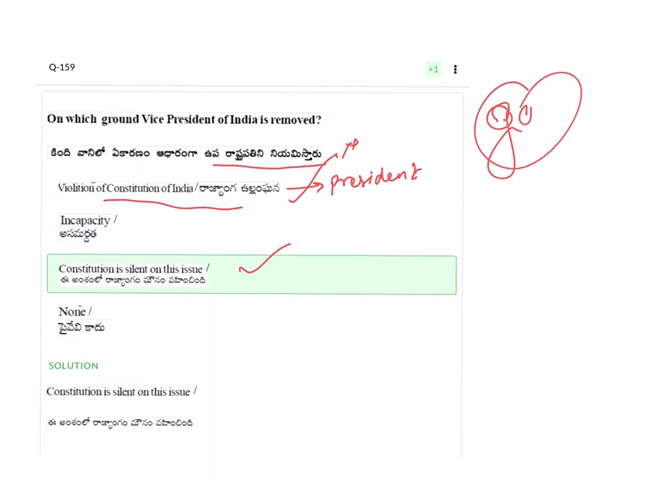 Q-159
+1
On which ground Vice President of India is removed?
కింది వానిలో ఏకారణం ఆధారంగా ఉప రాష్ట్రపతిని నియమిస్తారు
Violition of Constitution of India/రాజ్యాంగ ఉల్లంఘన
president
Incapacity /
అసమర్థత
Constitution is silent on this issue /
ఈ అంశంలో రాజ్యాంగం మౌనం వహించింది
None /
పైవేవి కాదు
SOLUTION
Constitution is silent on this issue /
ఈ అంశంలో రాజ్యాంగం మౌనం వహించింది